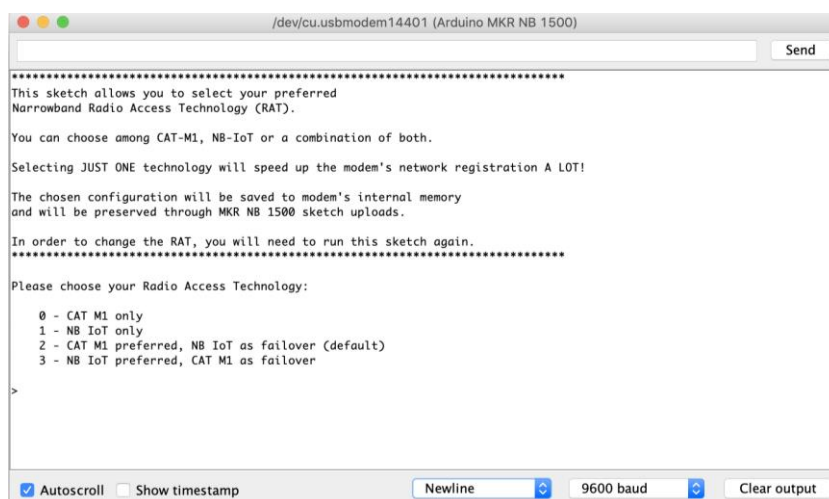 /dev/cu.usbmodem14401 (Arduino MKR NB 1500)
Send
********************************************************************************
This sketch allows you to select your preferred
Narrowband Radio Access Technology (RAT).
You can choose among CAT-M1, NB-IoT or a combination of both.
Selecting JUST ONE technology will speed up the modem's network registration A LOT!
The chosen configuration will be saved to modem's internal memory
and will be preserved through MKR NB 1500 sketch uploads.
In order to change the RAT, you will need to run this sketch again.
********************************************************************************
Please choose your Radio Access Technology:
0 - CAT M1 only
1 - NB IoT only
2 - CAT M1 preferred, NB IoT as failover (default)
3 - NB IoT preferred, CAT M1 as failover
>
Autoscroll Show timestamp Newline 9600 baud Clear output